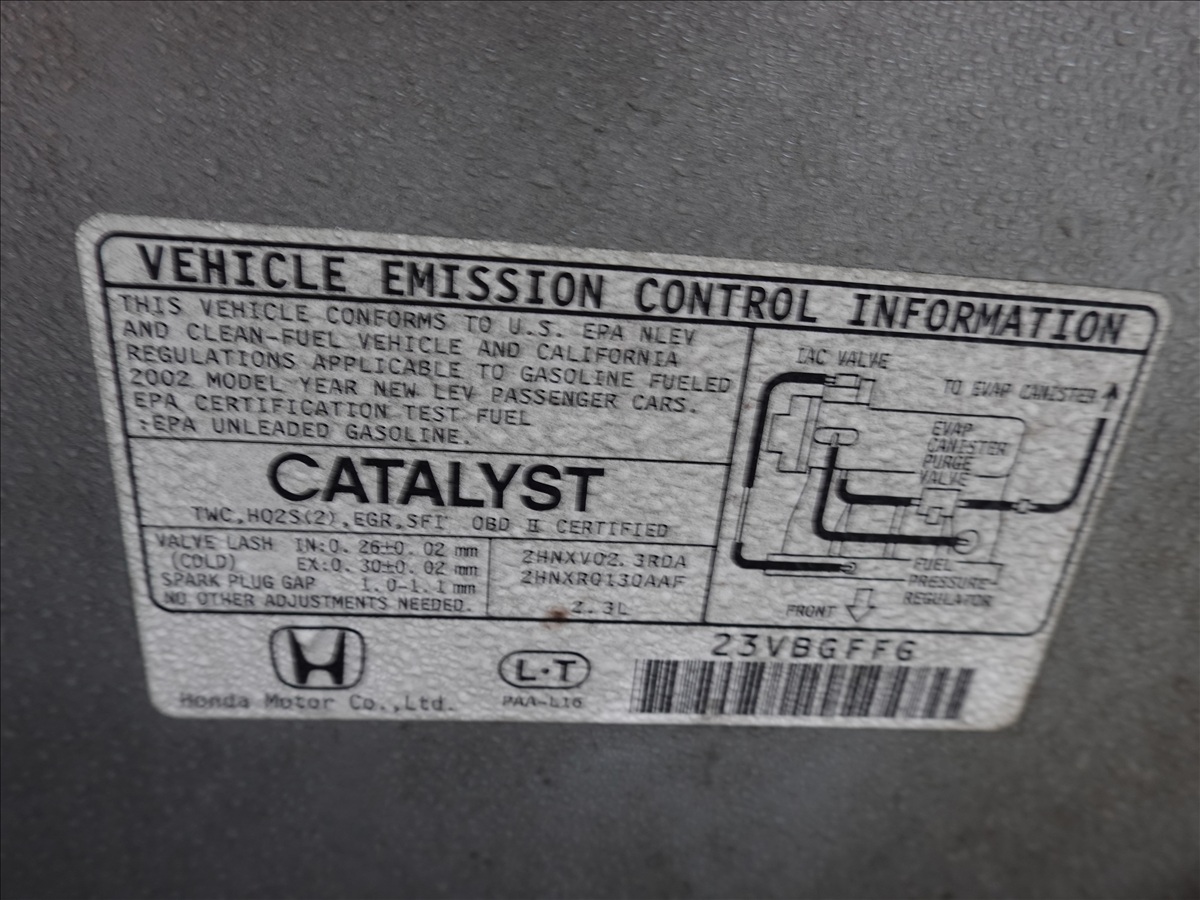 VEHICLE EMISSION CONTROL INFORMATION
THIS VEHICLE CONFORMS TO U.S. EPA NLEV
AND CLEAN-FUEL VEHICLE AND CALIFORNIA
REGULATIONS APPLICABLE TO GASOLINE FUELED
2002 MODEL YEAR NEW LEV PASSENGER CARS.
EPA CERTIFICATION TEST FUEL
:EPA UNLEADED GASOLINE.
CATALYST
TWC,HO2S(2),EGR,SFI OBD II CERTIFIED
VALVE LASH IN:0.26±0.02 mm
(COLD) EX:0.30±0.02 mm
SPARK PLUG GAP 1.0-1.1 mm
NO OTHER ADJUSTMENTS NEEDED.
2HNXV02.3RDA
2HNXR0130AAF
2.3L
IAC VALVE
TO EVAP CANISTER
EVAP
CANISTER
PURGE
VALVE
FUEL
PRESSURE
REGULATOR
FRONT
Honda Motor Co.,Ltd.
L·T
PAA-L16
23VBGFFG